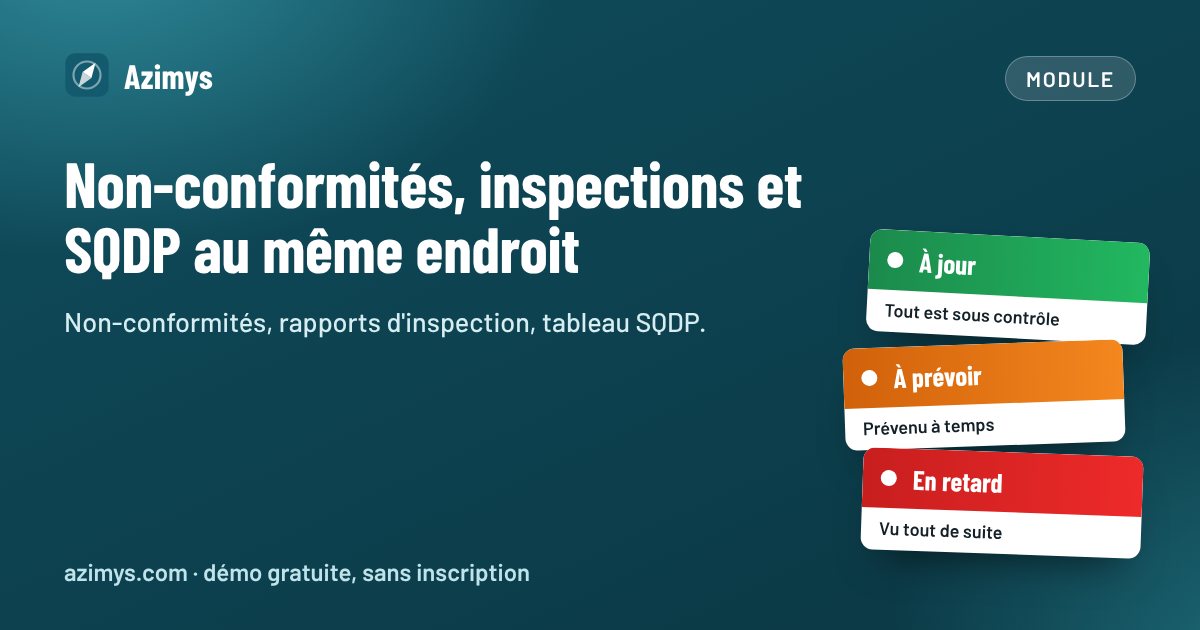 Azimys
MODULE
Non-conformités, inspections et
SQDP au même endroit
Non-conformités, rapports d'inspection, tableau SQDP.
À jour
Tout est sous contrôle
À prévoir
Prévenu à temps
En retard
Vu tout de suite
azimys.com · démo gratuite, sans inscription